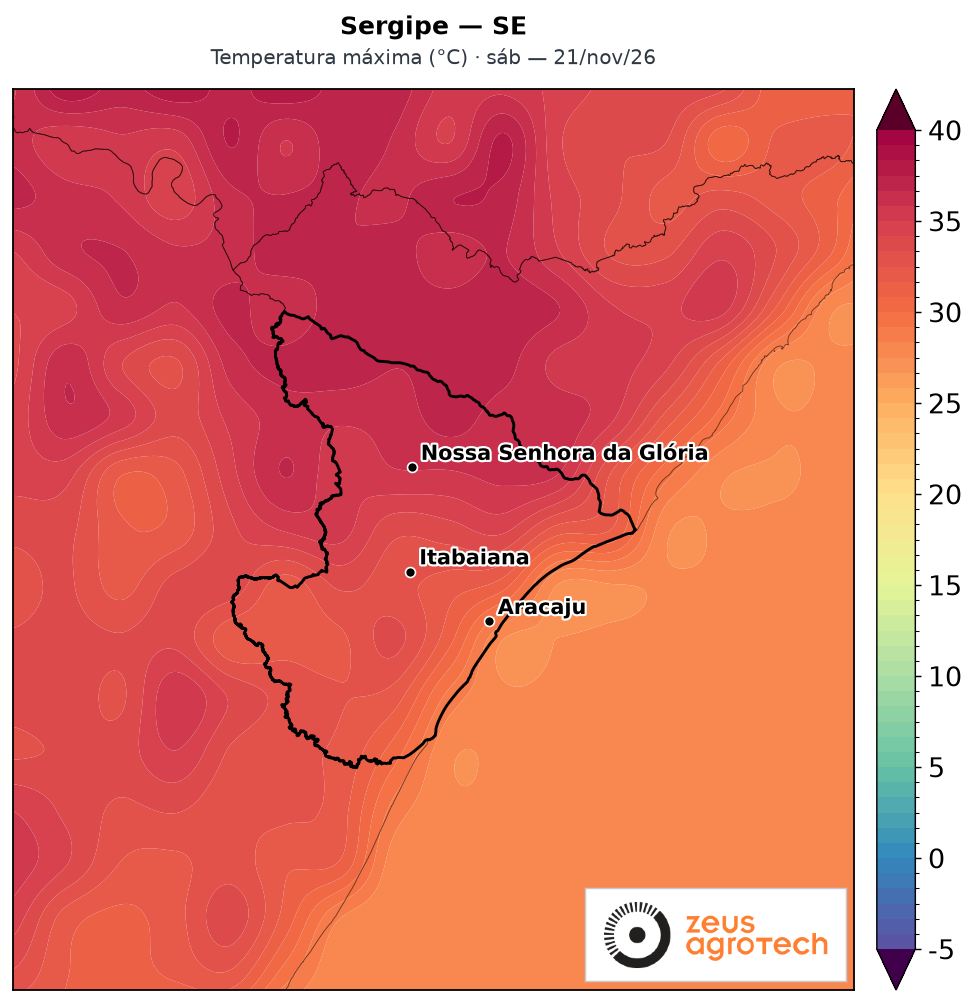 Sergipe — SE
Temperatura máxima (°C) · sáb — 21/nov/26
40
35
30
25
20
15
10
5
0
-5
Nossa Senhora da Glória
Itabaiana
Aracaju
zeus
agrotech